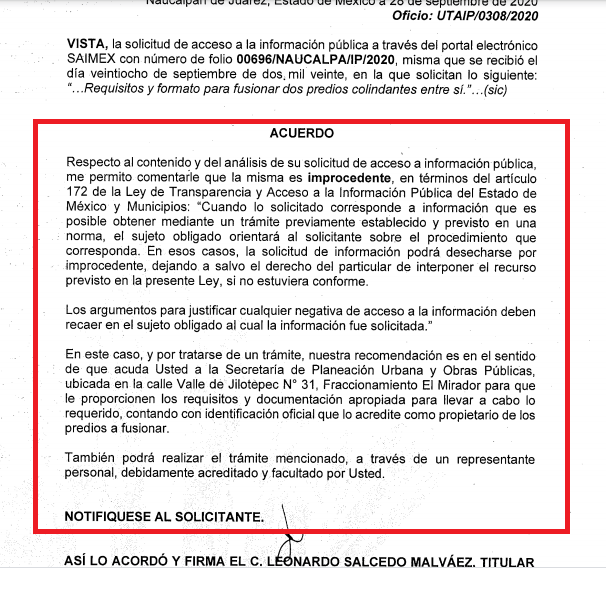 Naucalpan de Juárez, Estado de México a 28 de septiembre de 2020
Oficio: UTAIP/0308/2020
VISTA, la solicitud de acceso a la información pública a través del portal electrónico
SAIMEX con número de folio 00696/NAUCALPA/IP/2020, misma que se recibió el
día veintiocho de septiembre de dos mil veinte, en la que solicitan lo siguiente:
“…Requisitos y formato para fusionar dos predios colindantes entre sí.”…(sic)
ACUERDO
Respecto al contenido y del análisis de su solicitud de acceso a información pública,
me permito comentarle que la misma es improcedente, en términos del artículo
172 de la Ley de Transparencia y Acceso a la Información Pública del Estado de
México y Municipios: “Cuando lo solicitado corresponde a información que es
posible obtener mediante un trámite previamente establecido y previsto en una
norma, el sujeto obligado orientará al solicitante sobre el procedimiento que
corresponda. En esos casos, la solicitud de información podrá desecharse por
improcedente, dejando a salvo el derecho del particular de interponer el recurso
previsto en la presente Ley, si no estuviera conforme.
Los argumentos para justificar cualquier negativa de acceso a la información deben
recaer en el sujeto obligado al cual la información fue solicitada.”
En este caso, y por tratarse de un trámite, nuestra recomendación es en el sentido
de que acuda Usted a la Secretaría de Planeación Urbana y Obras Públicas,
ubicada en la calle Valle de Jilotepec N° 31, Fraccionamiento El Mirador para que
le proporcionen los requisitos y documentación apropiada para llevar a cabo lo
requerido, contando con identificación oficial que lo acredite como propietario de los
predios a fusionar.
También podrá realizar el trámite mencionado, a través de un representante
personal, debidamente acreditado y facultado por Usted.
NOTIFIQUESE AL SOLICITANTE.
ASÍ LO ACORDÓ Y FIRMA EL C. LEONARDO SALCEDO MALVÁEZ. TITULAR